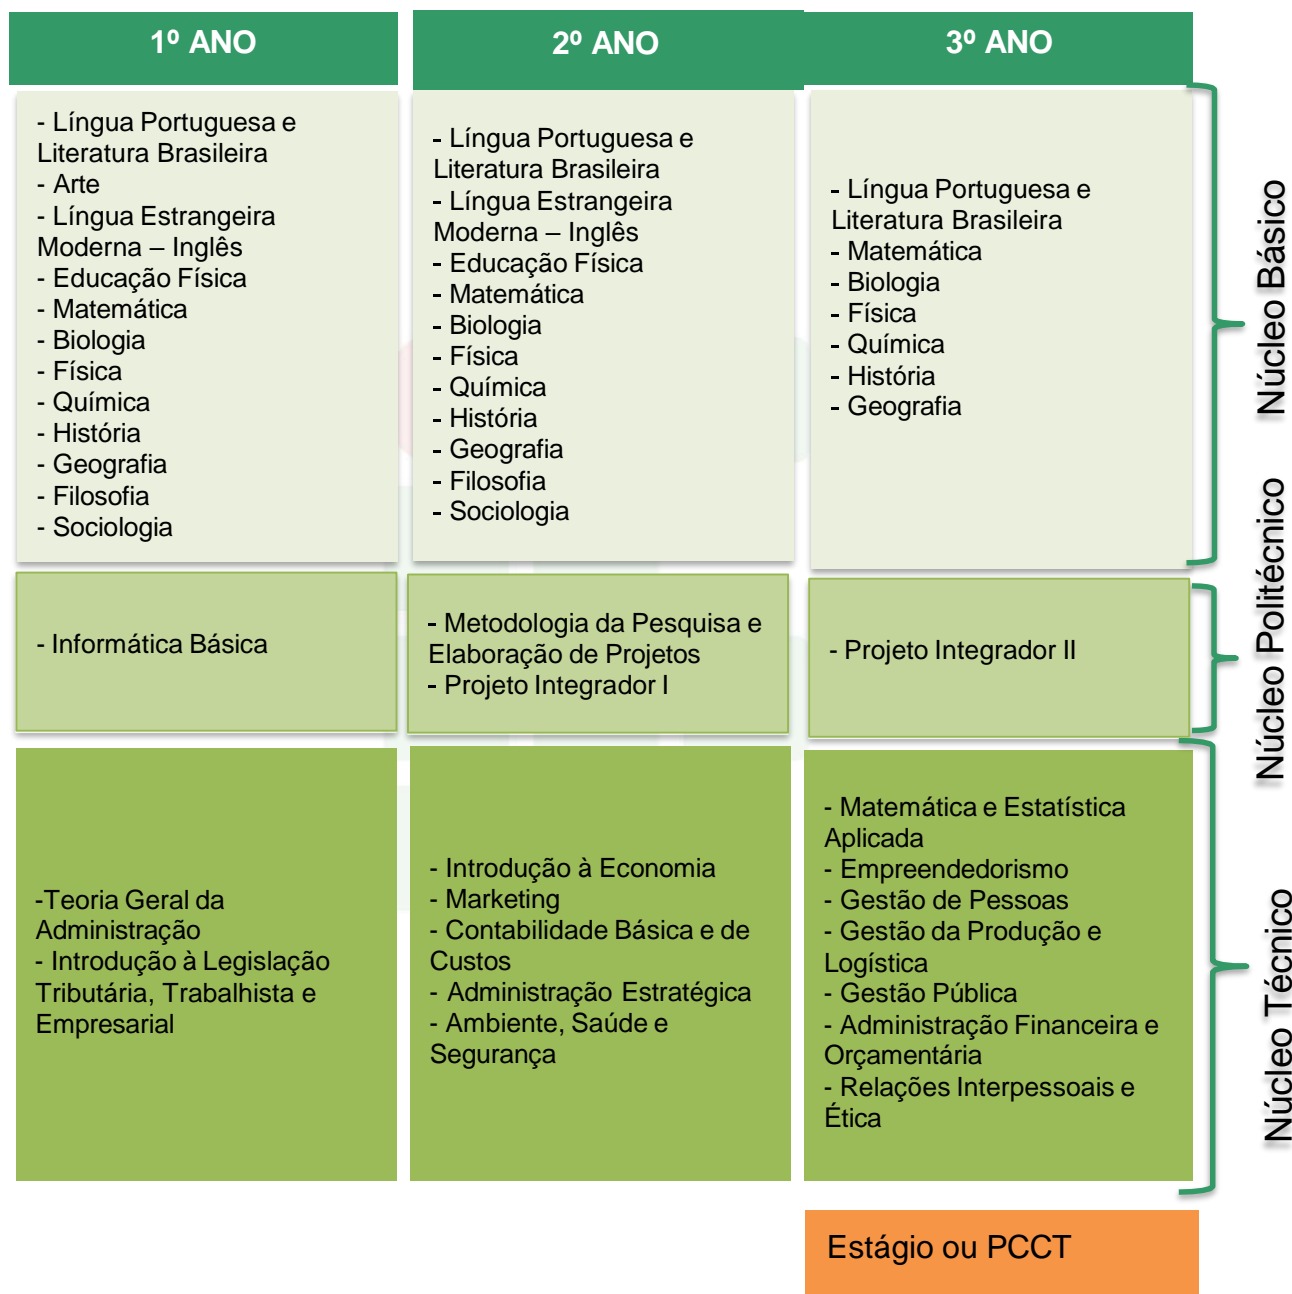 1º ANO
2º ANO
3º ANO
- Língua Portuguesa e
Literatura Brasileira
- Arte
- Língua Estrangeira
Moderna – Inglês
- Educação Física
- Matemática
- Biologia
- Física
- Química
- História
- Geografia
- Filosofia
- Sociologia
- Língua Portuguesa e
Literatura Brasileira
- Língua Estrangeira
Moderna – Inglês
- Educação Física
- Matemática
- Biologia
- Física
- Química
- História
- Geografia
- Filosofia
- Sociologia
- Língua Portuguesa e
Literatura Brasileira
- Matemática
- Biologia
- Física
- Química
- História
- Geografia
Núcleo Básico
- Informática Básica
- Metodologia da Pesquisa e
Elaboração de Projetos
- Projeto Integrador I
- Projeto Integrador II
Núcleo Politécnico
-Teoria Geral da
Administração
- Introdução à Legislação
Tributária, Trabalhista e
Empresarial
- Introdução à Economia
- Marketing
- Contabilidade Básica e de
Custos
- Administração Estratégica
- Ambiente, Saúde e
Segurança
- Matemática e Estatística
Aplicada
- Empreendedorismo
- Gestão de Pessoas
- Gestão da Produção e
Logística
- Gestão Pública
- Administração Financeira e
Orçamentária
- Relações Interpessoais e
Ética
Núcleo Técnico
Estágio ou PCCT